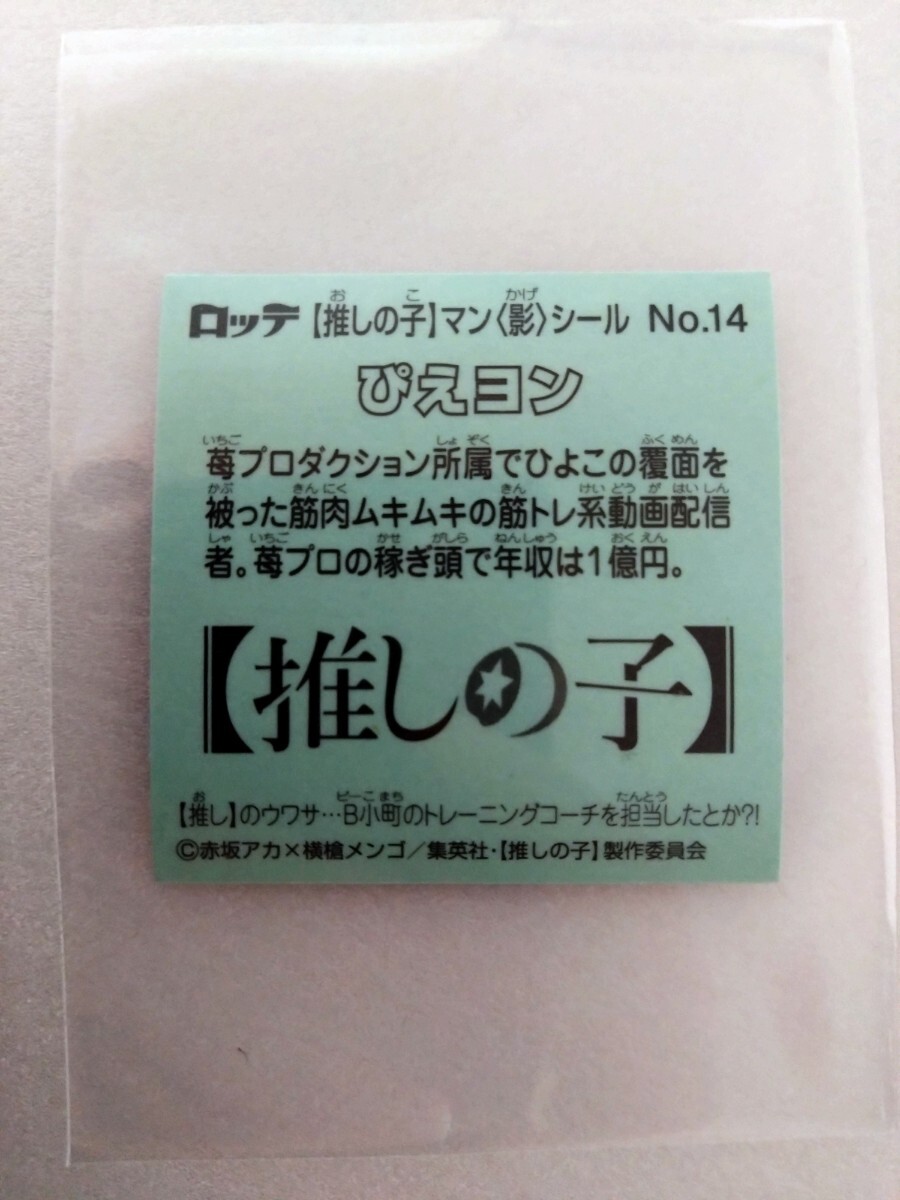 ロッテ【推しの子】マン〈影〉シール No.14
ぴえヨン
苺プロダクション所属でひよこの覆面を
被った筋肉ムキムキの筋トレ系動画配信
者。苺プロの稼ぎ頭で年収は1億円。
【推しの子】
【推し】のウワサ…B小町のトレーニングコーチを担当したとか?!
©赤坂アカ×横槍メンゴ/集英社・【推しの子】製作委員会